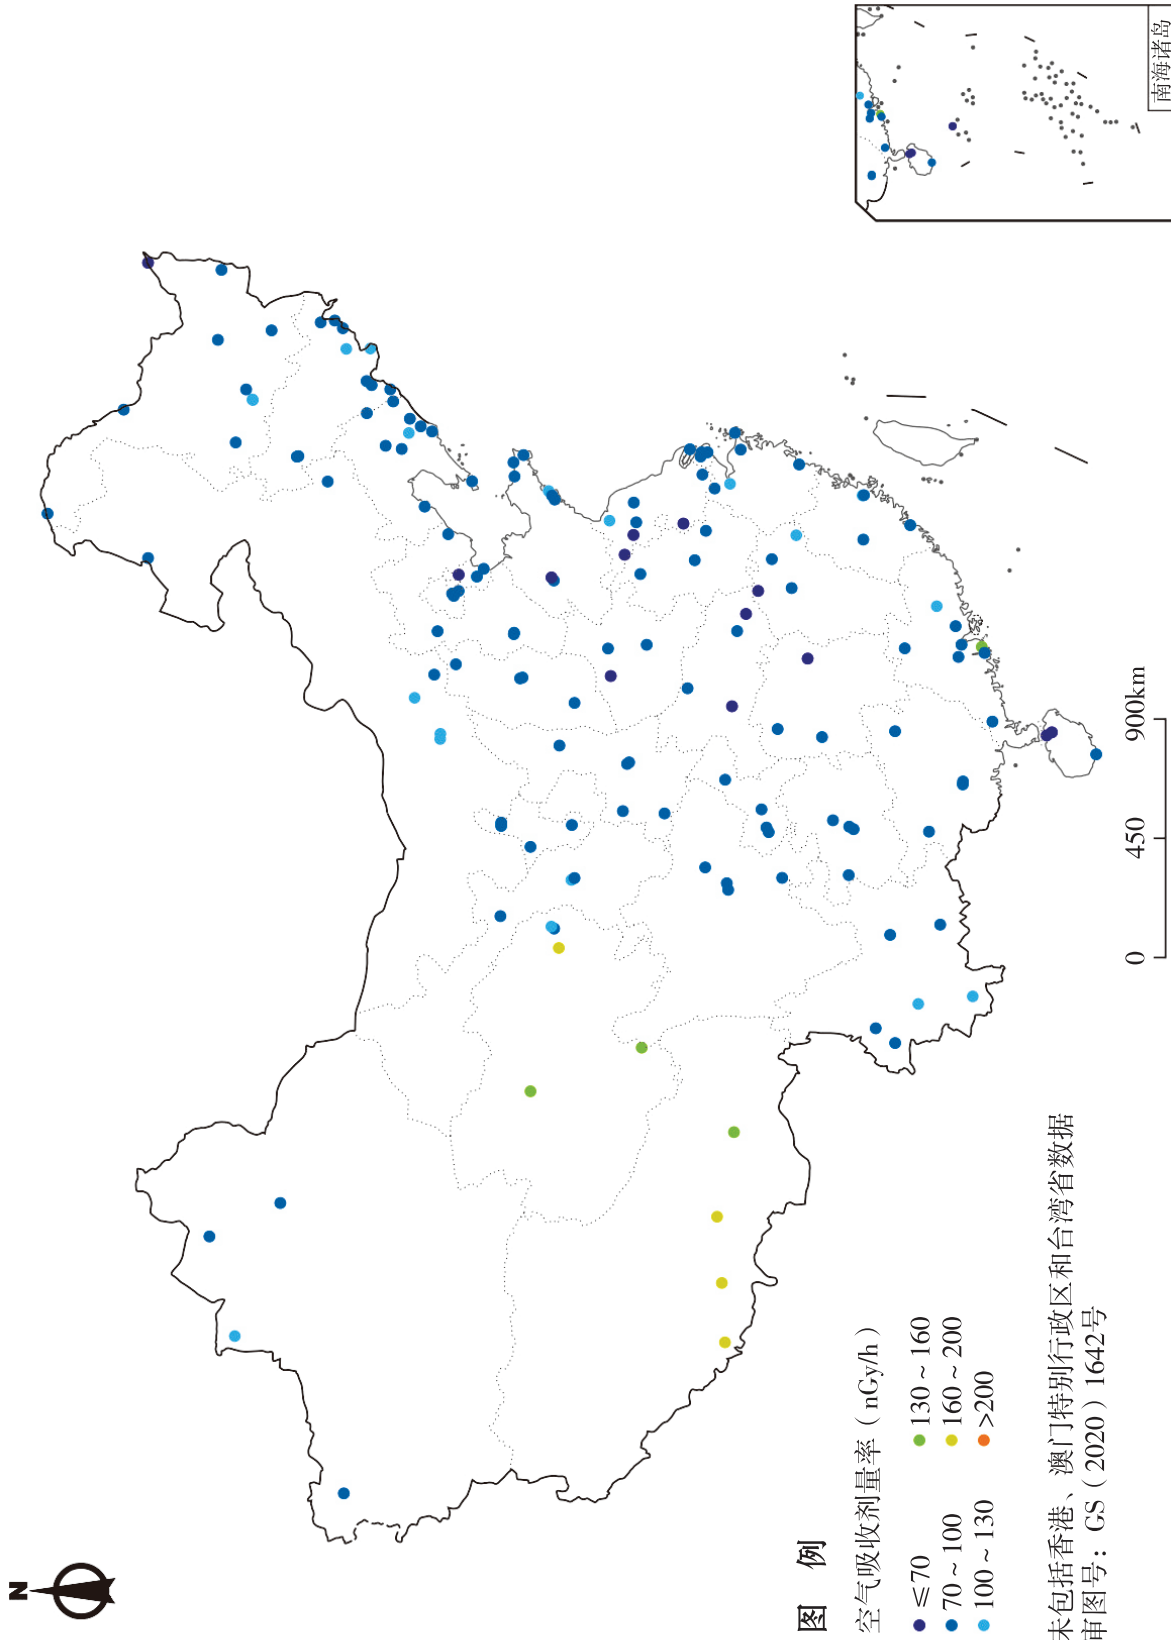 N
南海诸岛
图 例
空气吸收剂量率（nGy/h）
≤70
130~160
70~100
160~200
100~130
>200
0 450 900km
未包括香港、澳门特别行政区和台湾省数据
审图号：GS（2020）1642号